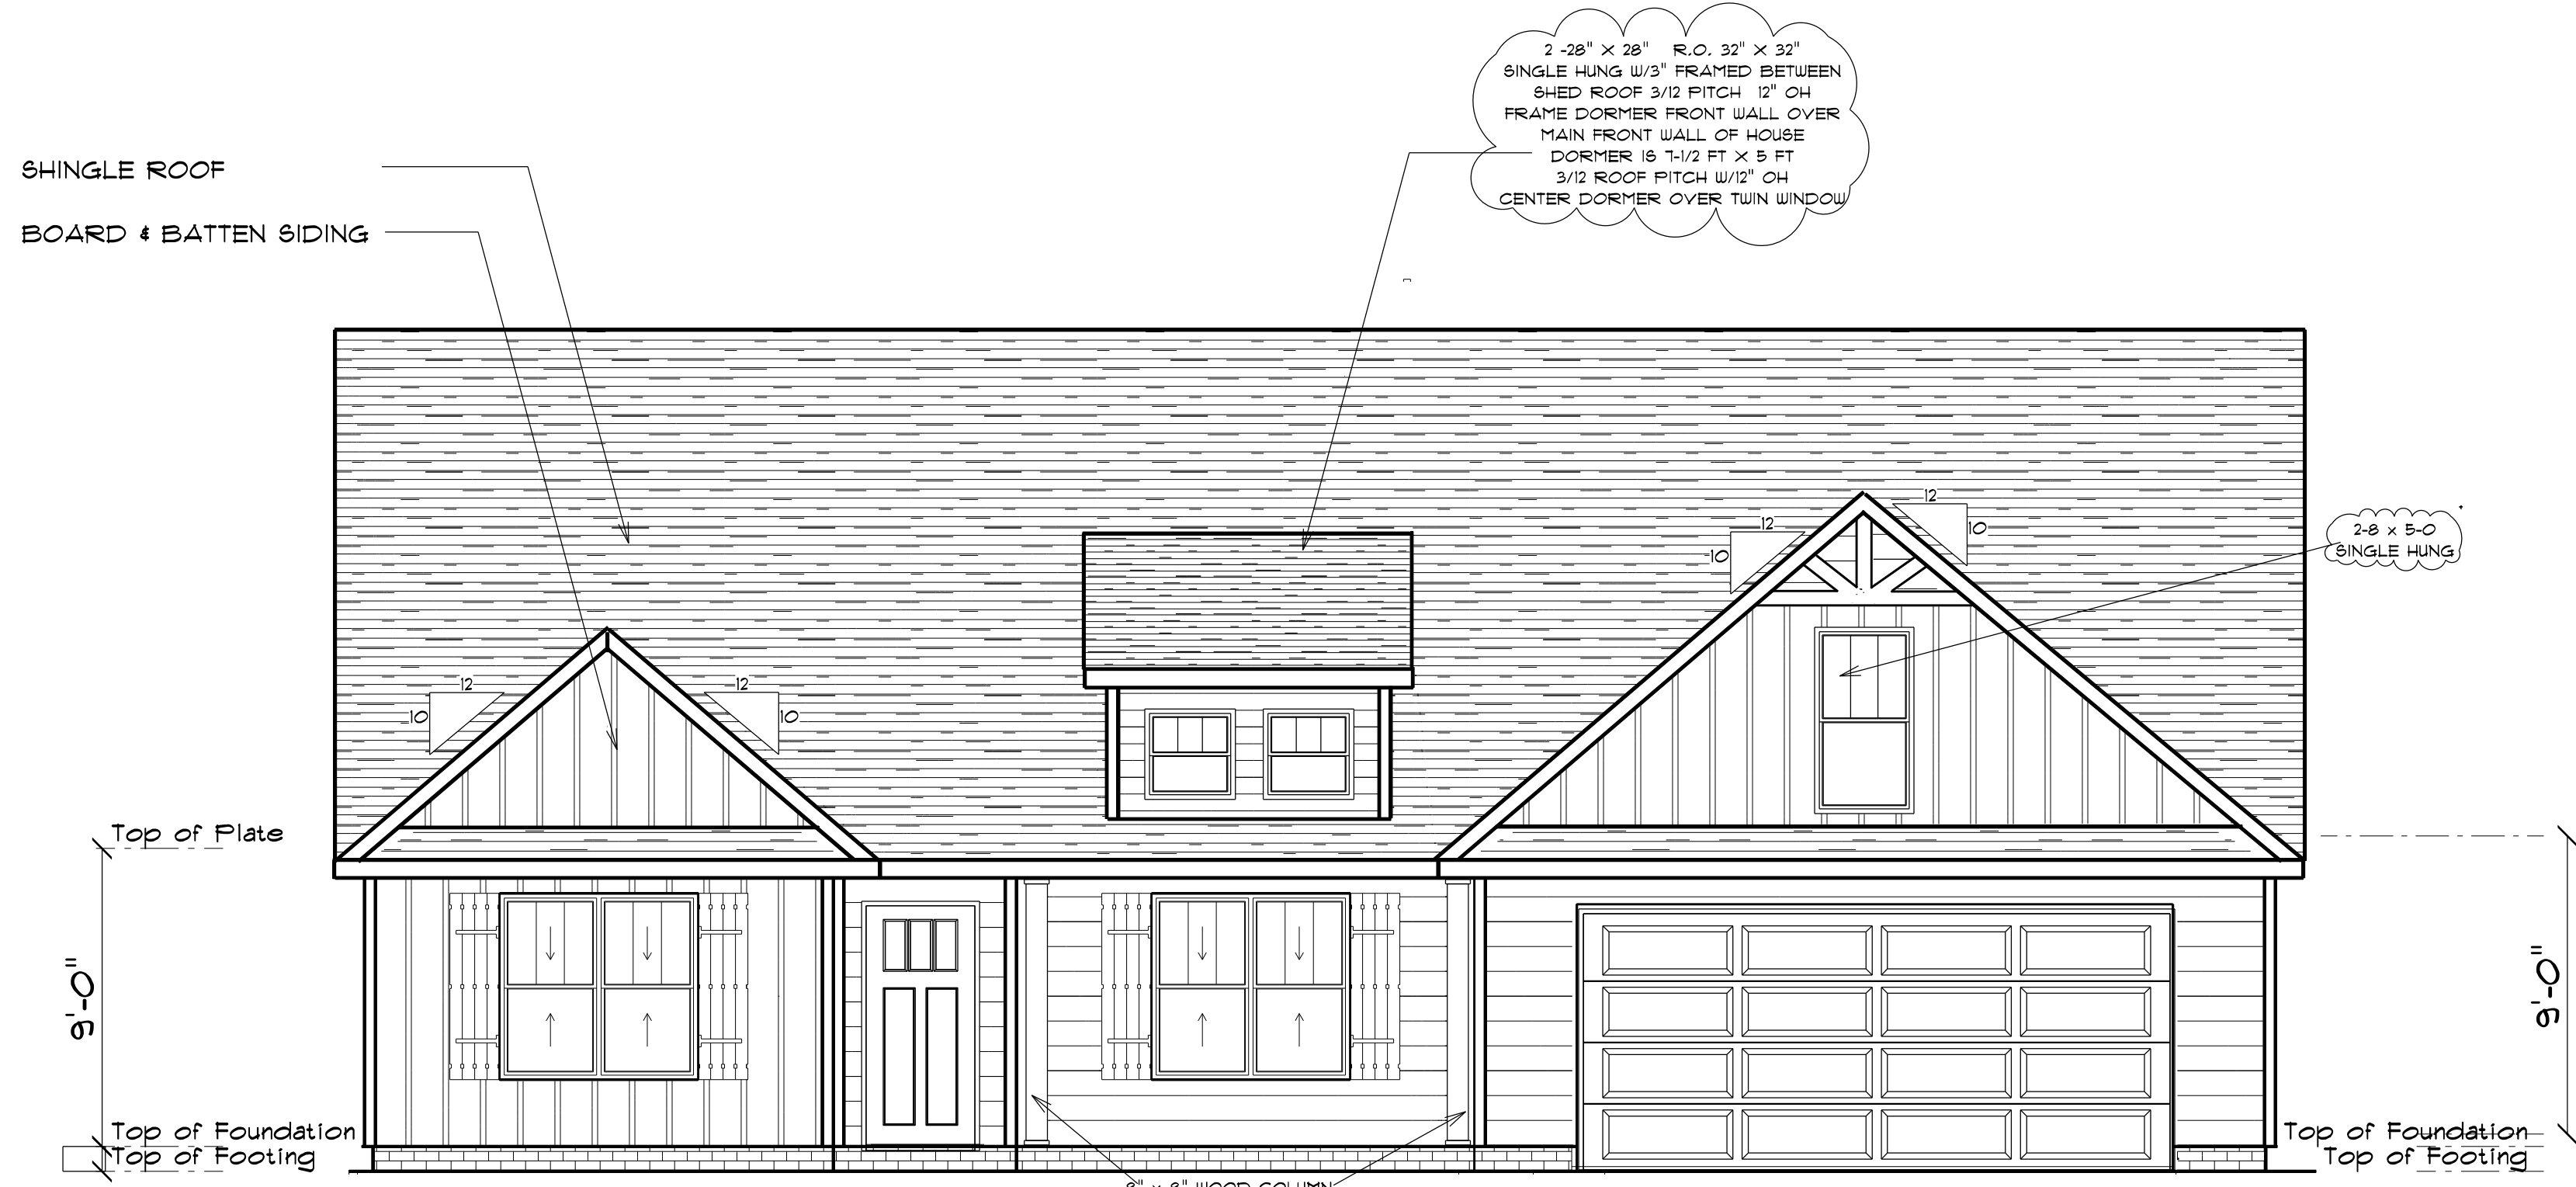 2 -28" X 28" R.O. 32" X 32"
SINGLE HUNG W/3" FRAMED BETWEEN
SHED ROOF 3/12 PITCH 12" OH
FRAME DORMER FRONT WALL OVER
MAIN FRONT WALL OF HOUSE
DORMER IS 7-1/2 FT X 5 FT
3/12 ROOF PITCH W/12" OH
CENTER DORMER OVER TWIN WINDOW
SHINGLE ROOF
BOARD & BATTEN SIDING
12
10
12
10
2-8 x 5-0
SINGLE HUNG
12
10
12
10
Top of Plate
9'-0"
9'-0"
Top of Foundation
Top of Footing
Top of Foundation
Top of Footing
8" x 8" WOOD COLUMN